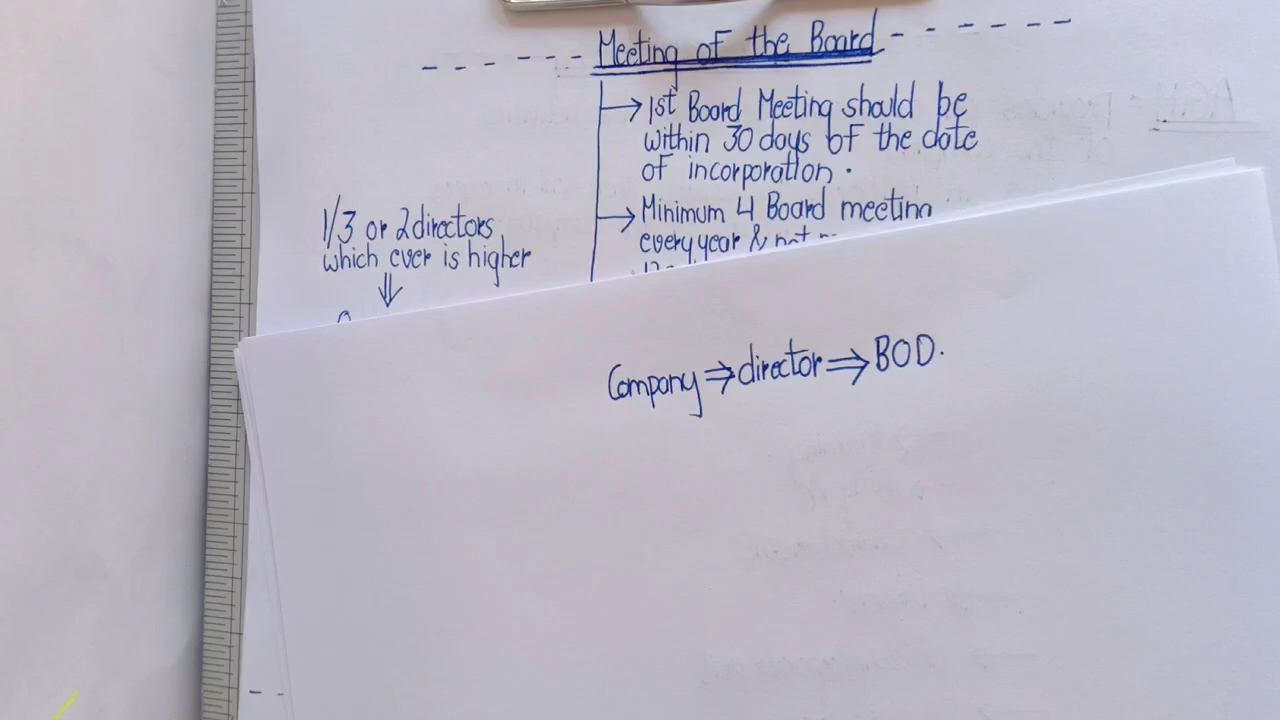 Meeting of the Board
1st Board Meeting should be
within 30 days of the date
of incorporation.
Minimum 4 Board meeting
every year & not
1/3 or 2 directors
which ever is higher
Company ⇒ director ⇒ BOD.